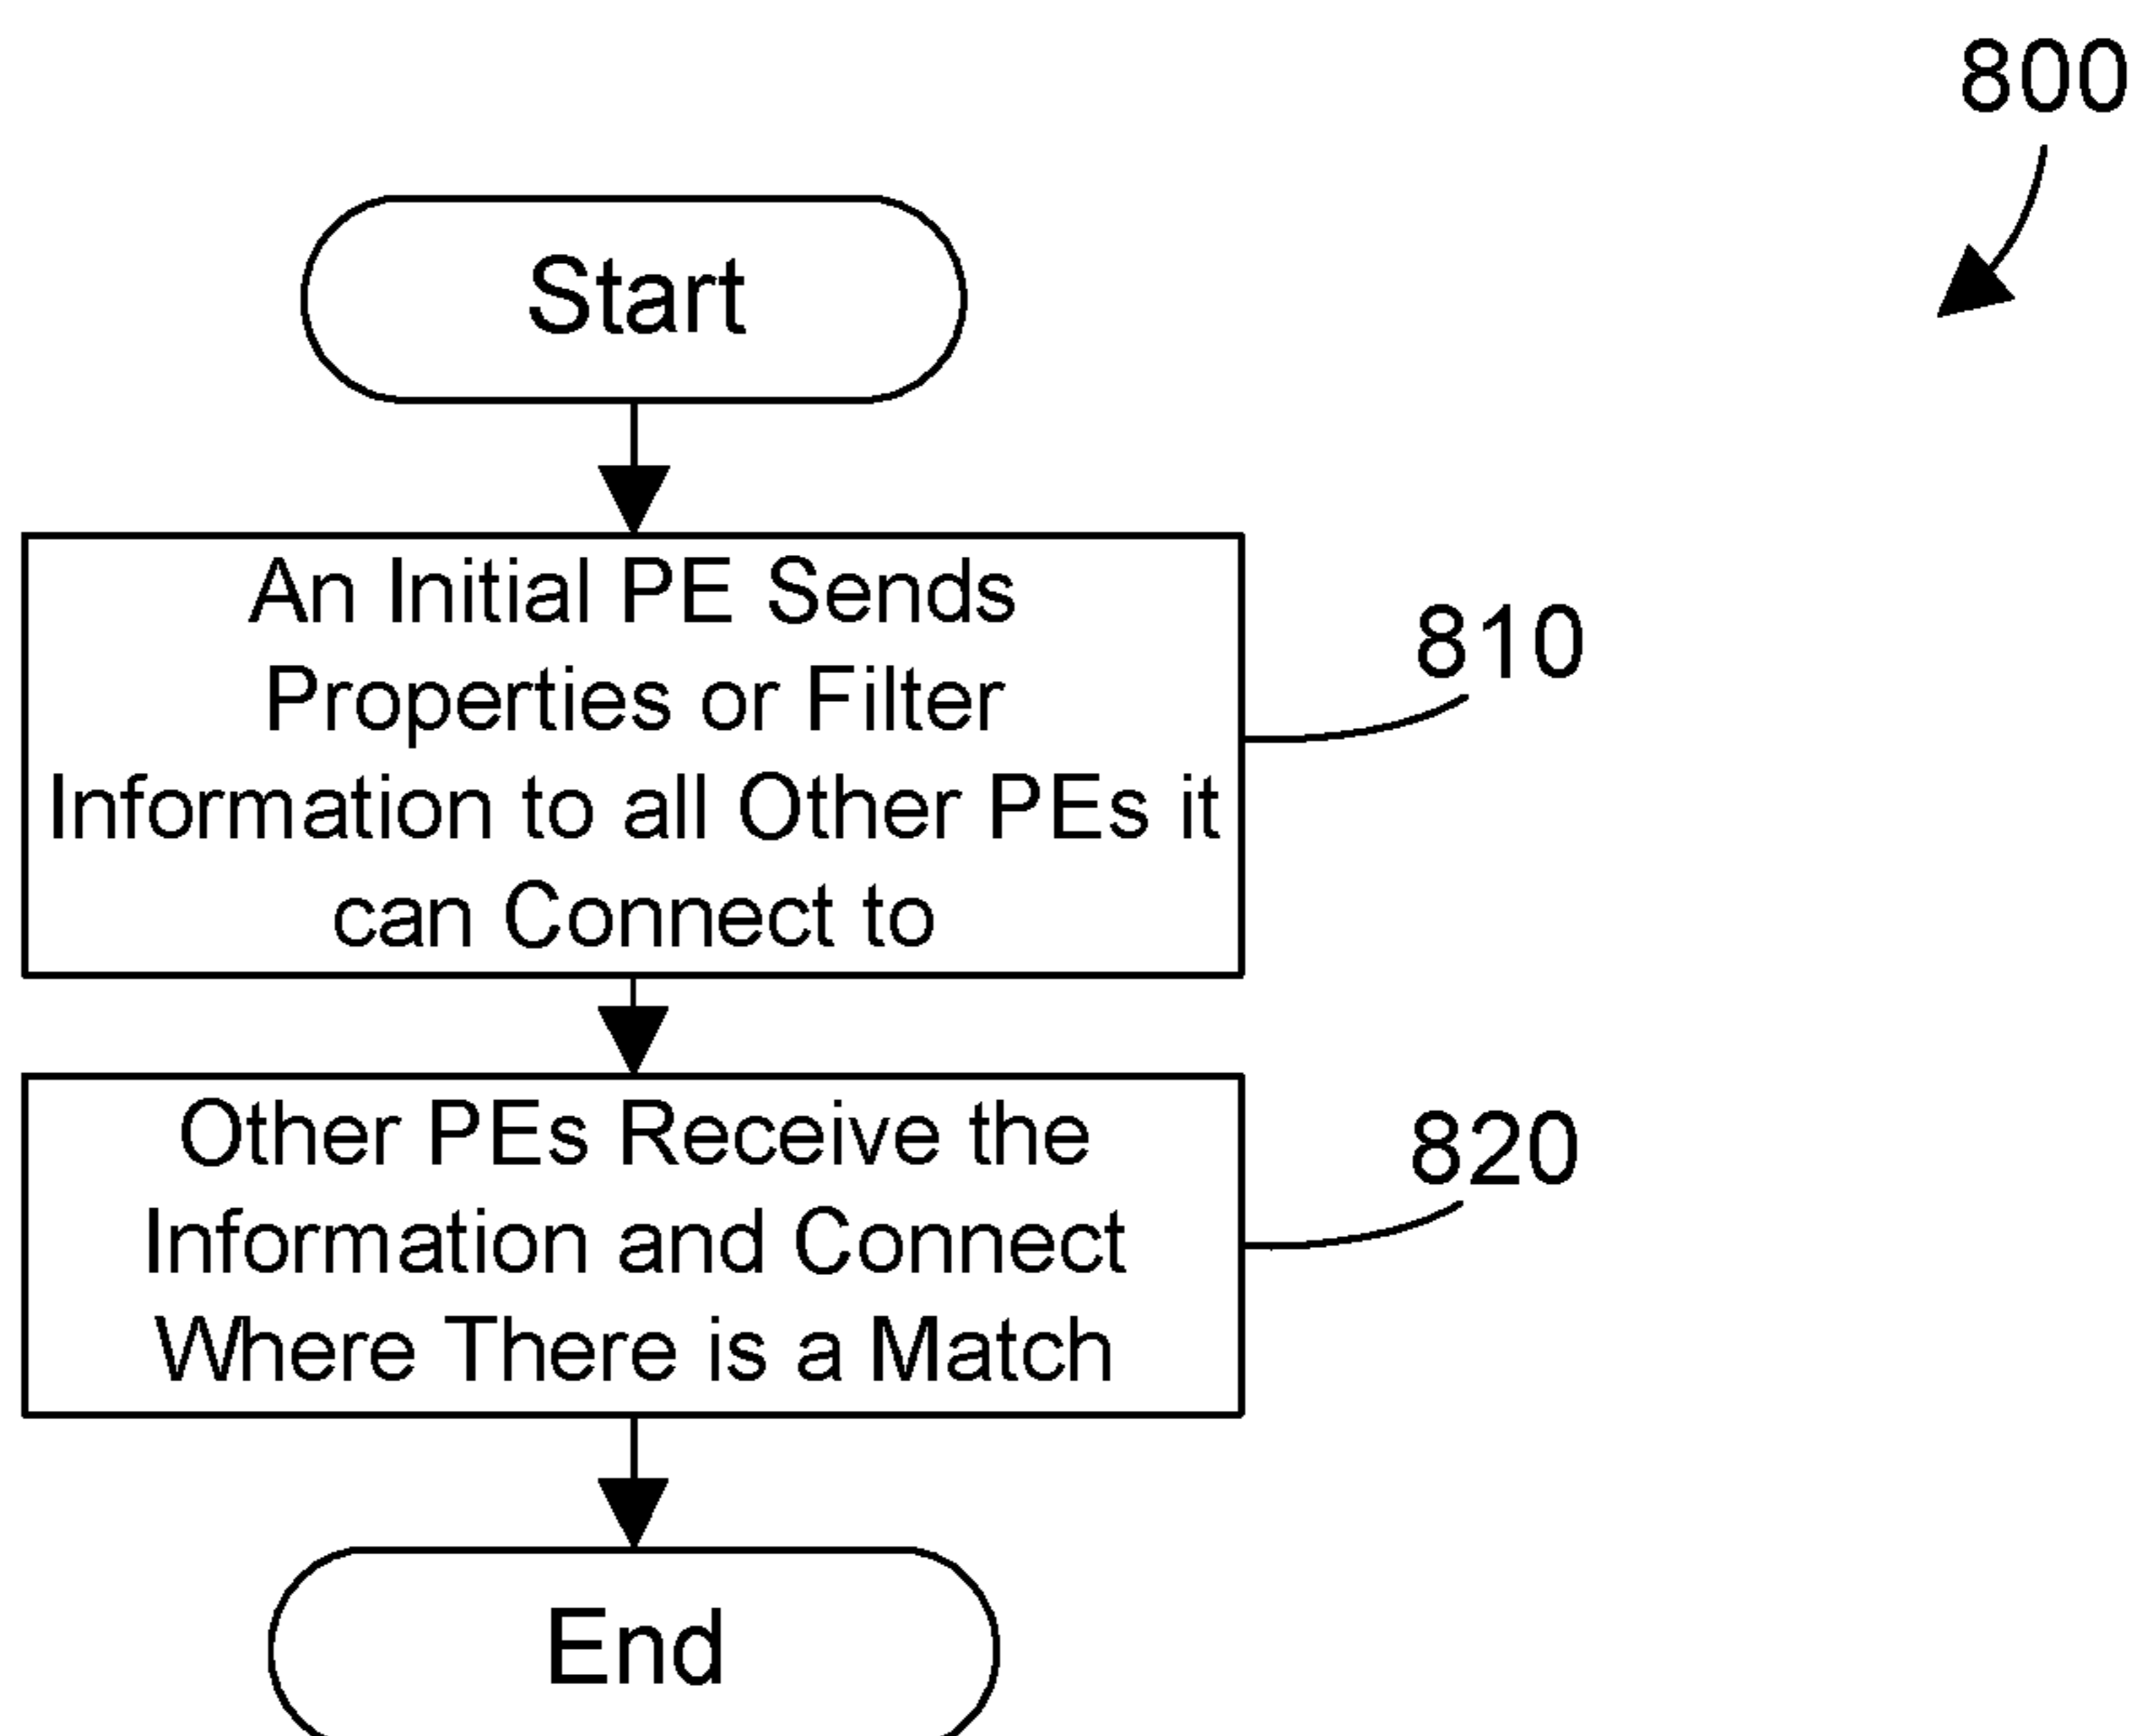 800
Start
An Initial PE Sends
Properties or Filter
Information to all Other PEs it
can Connect to
810
Other PEs Receive the
Information and Connect
Where There is a Match
820
End